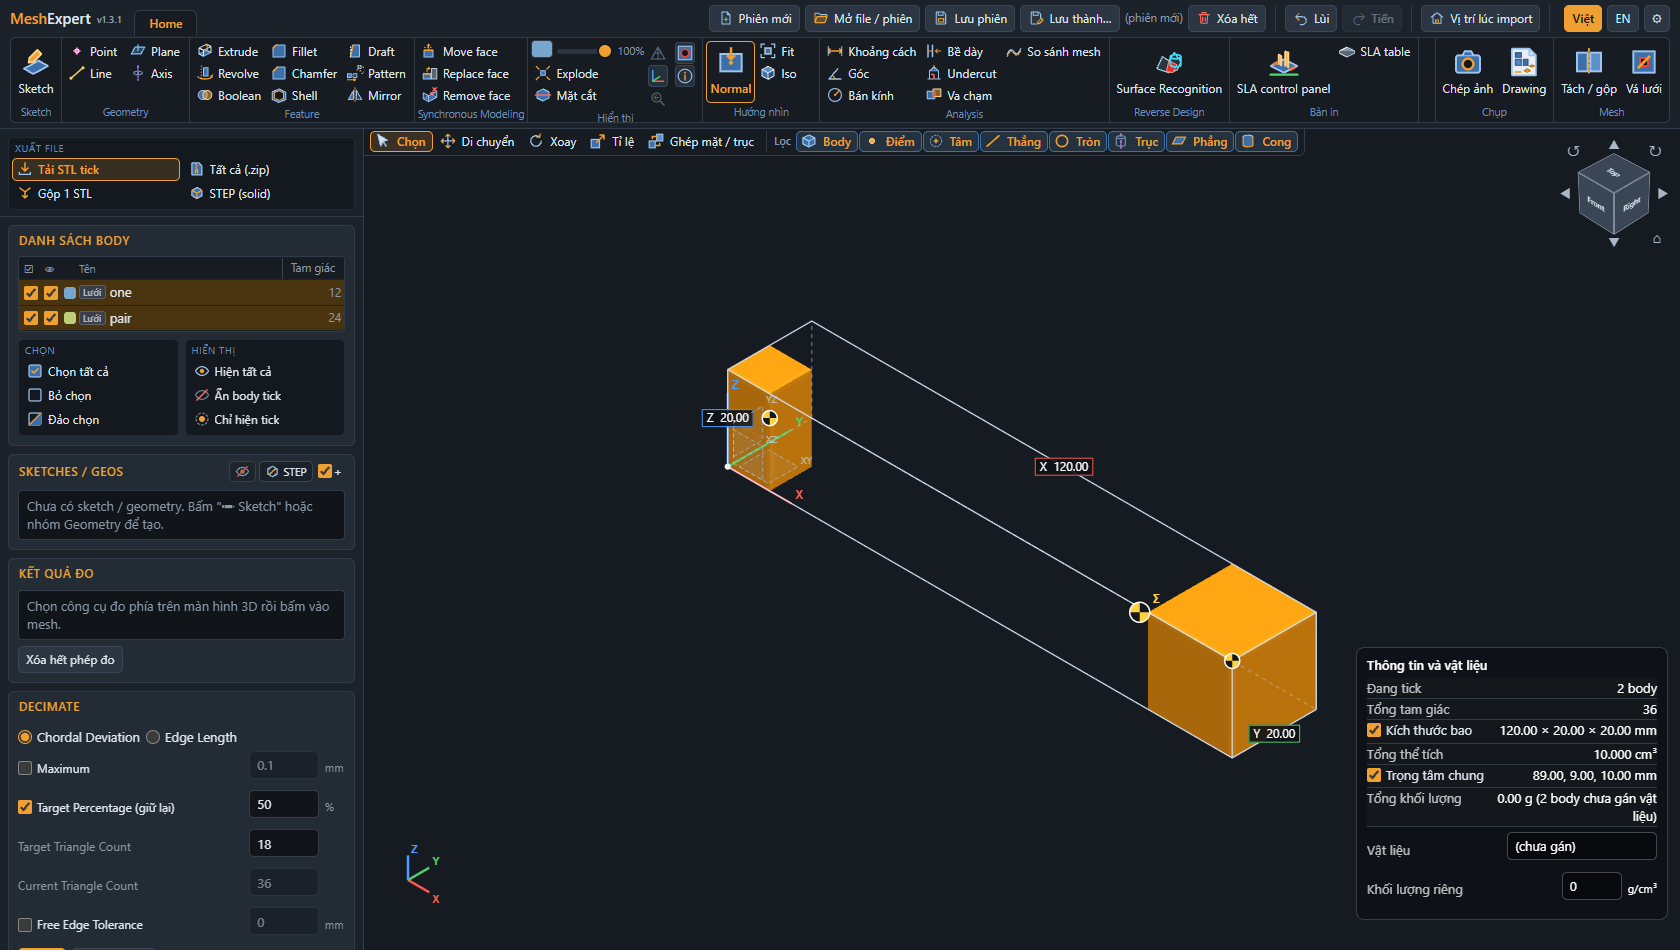 MeshExpert v1.3.1
Home
Phiên mới
Mở file / phiên
Lưu phiên
Lưu thành...
(phiên mới)
Xóa hết
Lùi
Tiến
Vị trí lúc import
Việt
EN
Sketch
Sketch
Point
Plane
Line
Axis
Geometry
Extrude
Fillet
Draft
Revolve
Chamfer
Pattern
Boolean
Shell
Mirror
Feature
Move face
Replace face
Remove face
Synchronous Modeling
100%
Explode
Mặt cắt
Hiển thị
Normal
Fit
Iso
Hướng nhìn
Khoảng cách
Bề dày
So sánh mesh
Góc
Undercut
Bán kính
Va chạm
Analysis
Surface Recognition
Reverse Design
SLA control panel
SLA table
Bàn in
Chép ảnh
Drawing
Chụp
Tách / gộp
Vá lưới
Mesh
Chọn
Di chuyển
Xoay
Tỉ lệ
Ghép mặt / trục
Lọc
Body
Điểm
Tâm
Thẳng
Tròn
Trục
Phẳng
Cong
XUẤT FILE
Tải STL tick
Tất cả (.zip)
Gộp 1 STL
STEP (solid)
DANH SÁCH BODY
Tên
Tam giác
Lưới one 12
Lưới pair 24
CHỌN
Chọn tất cả
Bỏ chọn
Đảo chọn
HIỂN THỊ
Hiện tất cả
Ẩn body tick
Chỉ hiện tick
SKETCHES / GEOS
STEP
+
Chưa có sketch / geometry. Bấm "✏ Sketch" hoặc
nhóm Geometry để tạo.
KẾT QUẢ ĐO
Chọn công cụ đo phía trên màn hình 3D rồi bấm vào
mesh.
Xóa hết phép đo
DECIMATE
Chordal Deviation
Edge Length
Maximum 0.1 mm
Target Percentage (giữ lại) 50 %
Target Triangle Count 18
Current Triangle Count 36
Free Edge Tolerance 0 mm
Top
Front
Right
Z
YZ
Z 20,00
Y
XZ
XY
X
X 120.00
Σ
Y 20.00
Z
Y
X
Thông tin và vật liệu
Đang tick 2 body
Tổng tam giác 36
Kích thước bao 120.00 × 20.00 × 20.00 mm
Tổng thể tích 10.000 cm³
Trọng tâm chung 89.00, 9.00, 10.00 mm
Tổng khối lượng 0.00 g (2 body chưa gán vật
liệu)
Vật liệu (chưa gán)
Khối lượng riêng 0 g/cm³